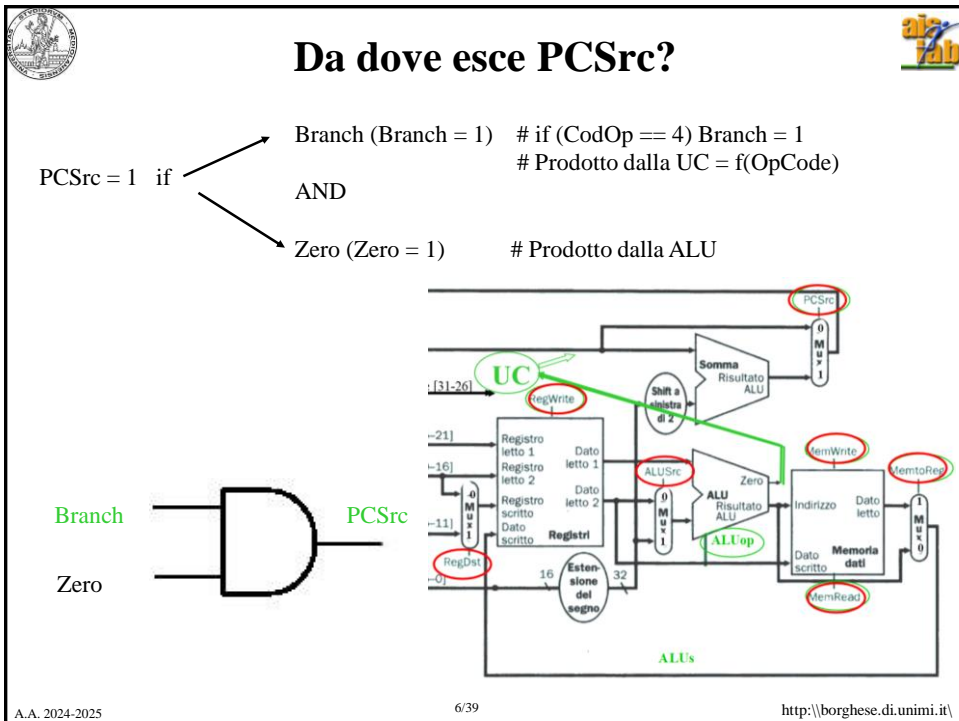 Da dove esce PCSrc?
Branch (Branch = 1) # if (CodOp == 4) Branch = 1
# Prodotto dalla UC = f(OpCode)
PCSrc = 1 if
AND
Zero (Zero = 1) # Prodotto dalla ALU
PCSrc
0
M
u
x
1
Somma
Risultato
ALU
UC
[31-26]
RegWrite
Shift a
sinistra
di 2
-21]
Registro
letto 1
Dato
letto 1
-16]
Registro
letto 2
Dato
letto 2
Registro
scritto
Dato
scritto
Registri
0
M
u
x
1
-11]
RegDst
ALUSrc
0
M
u
x
1
Zero
ALU
Risultato
ALU
ALUop
MemWrite
Indirizzo
Dato
letto
Dato
scritto
Memoria
dati
MemRead
MemtoReg
1
M
u
x
0
-0]
16
Esten-
sione
del
segno
32
ALUs
Branch
PCSrc
Zero
A.A. 2024-2025
6/39
http:\\borghese.di.unimi.it\